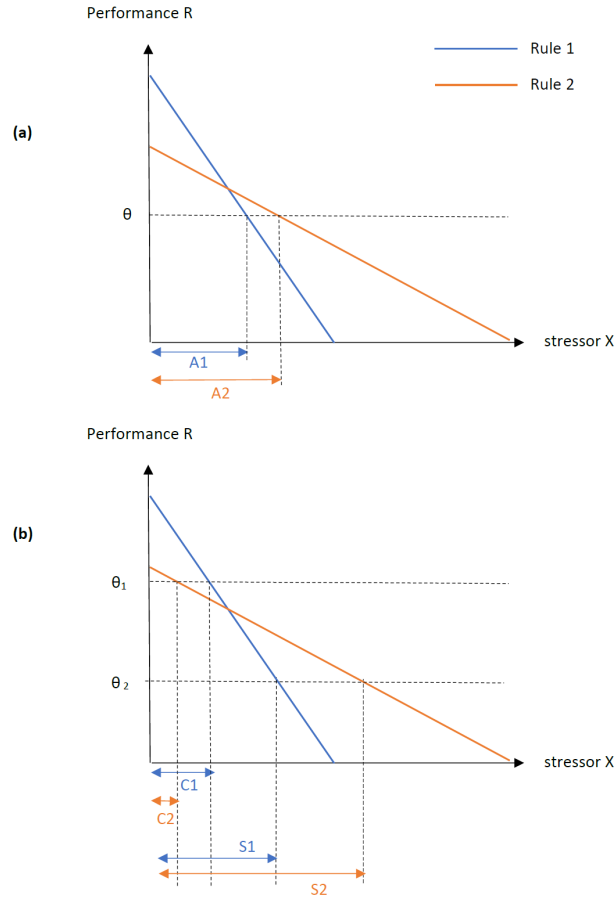 Performance R
Rule 1
Rule 2
(a)
θ
stressor X
A1
A2
Performance R
(b)
θ₁
θ₂
stressor X
C1
C2
S1
S2